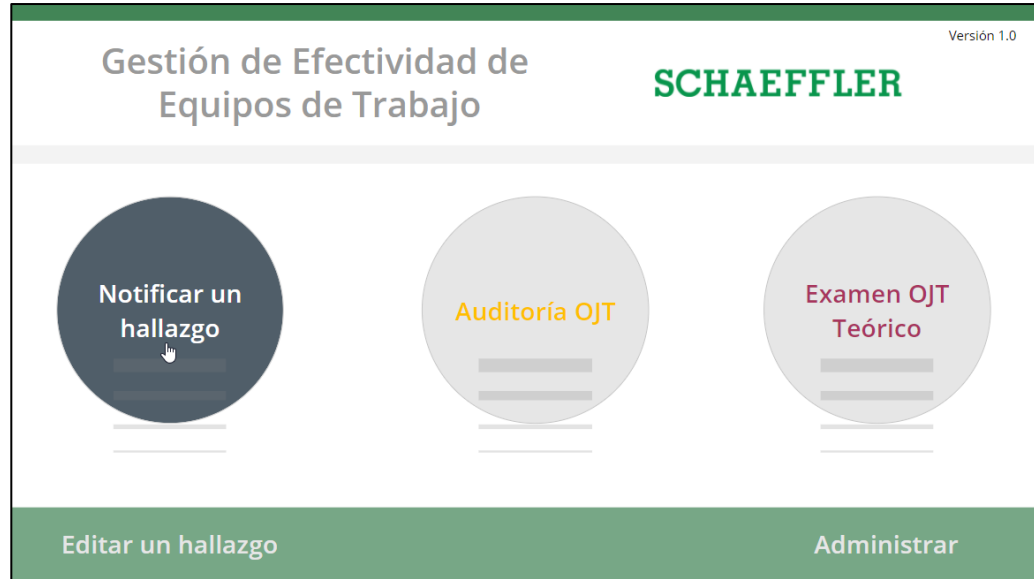 Versión 1.0
Gestión de Efectividad de
Equipos de Trabajo
SCHAEFFLER
Notificar un
hallazgo
Auditoría OJT
Examen OJT
Teórico
Editar un hallazgo
Administrar